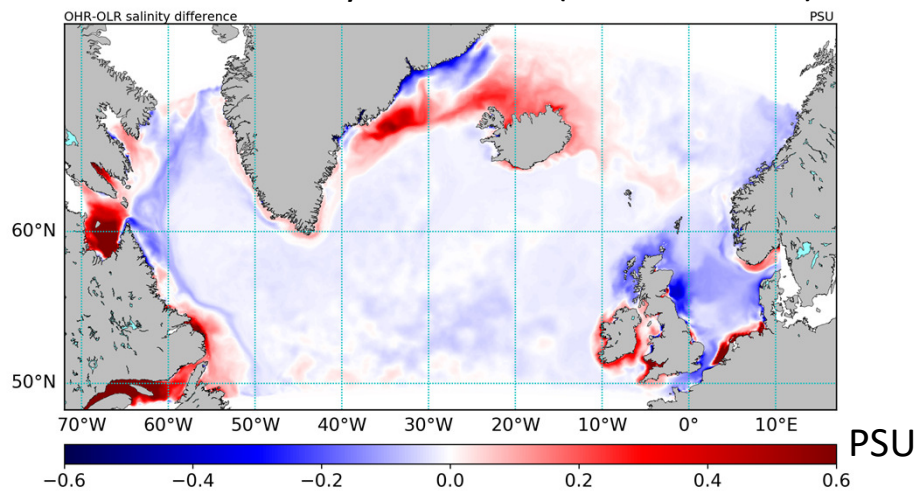 OHR-OLR salinity difference PSU
60°N
50°N
70°W 60°W 50°W 40°W 30°W 20°W 10°W 0° 10°E
−0.6 −0.4 −0.2 0.0 0.2 0.4 0.6
PSU